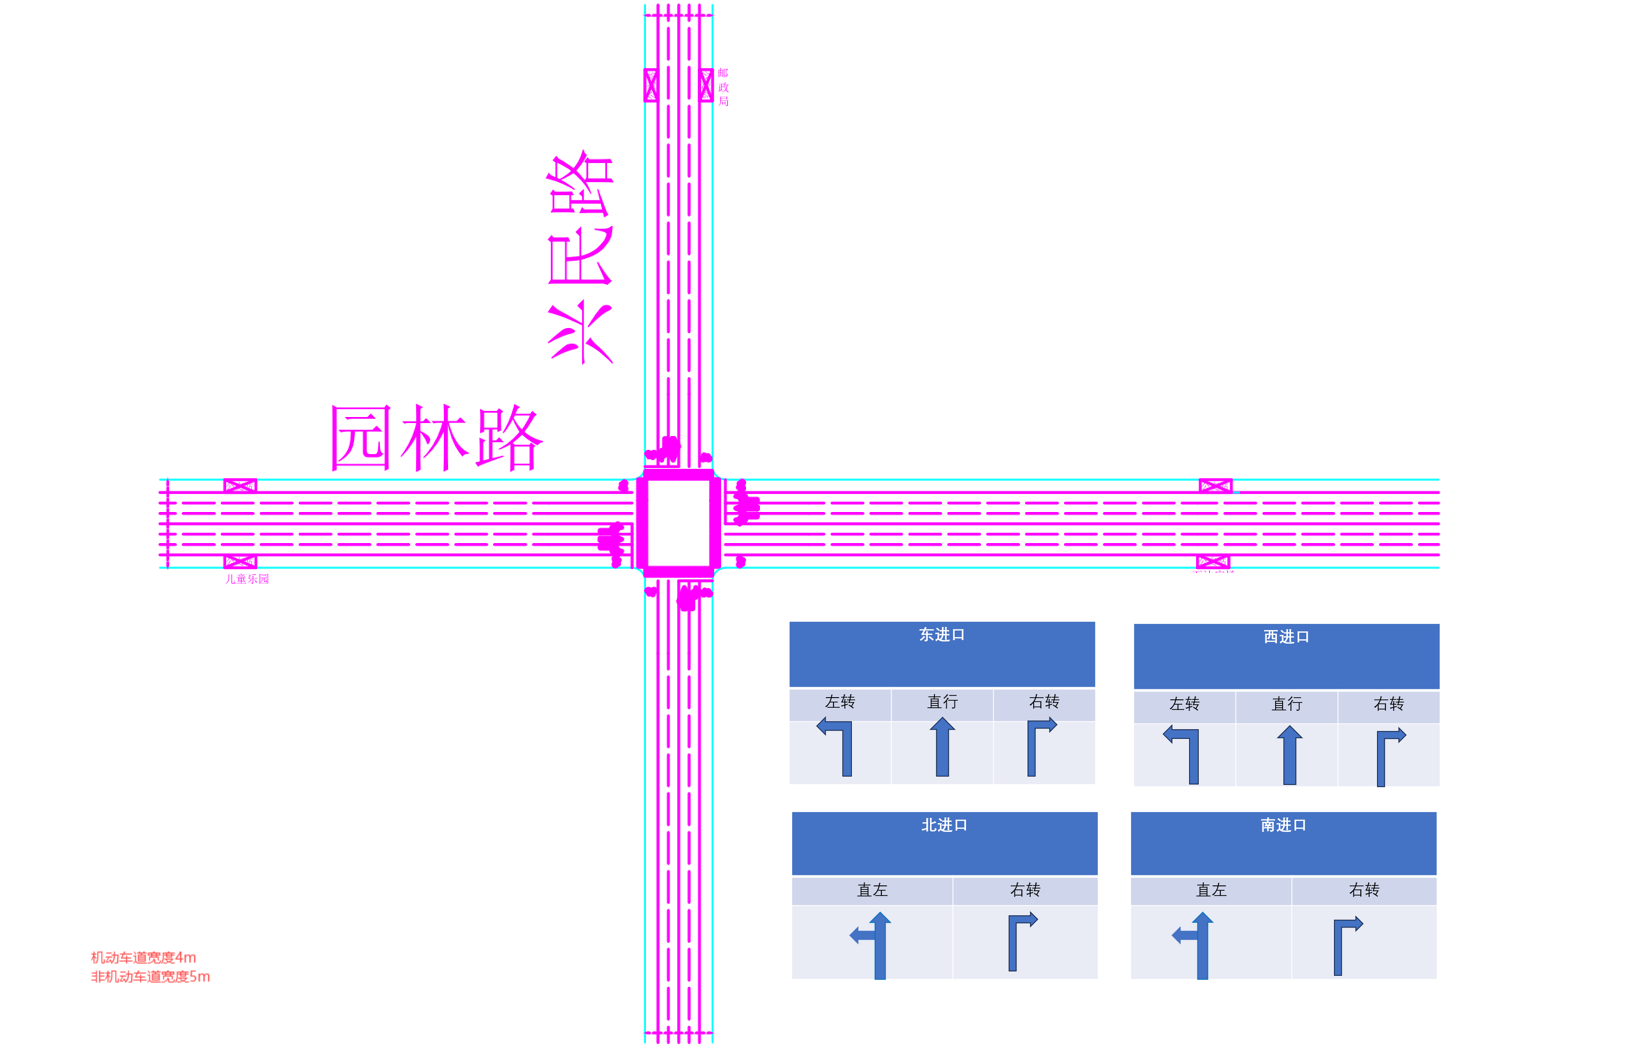 邮
政
局
兴民路
园林路
儿童乐园
东进口
左转 直行 右转
西进口
左转 直行 右转
北进口
直左 右转
南进口
直左 右转
机动车道宽度4m
非机动车道宽度5m